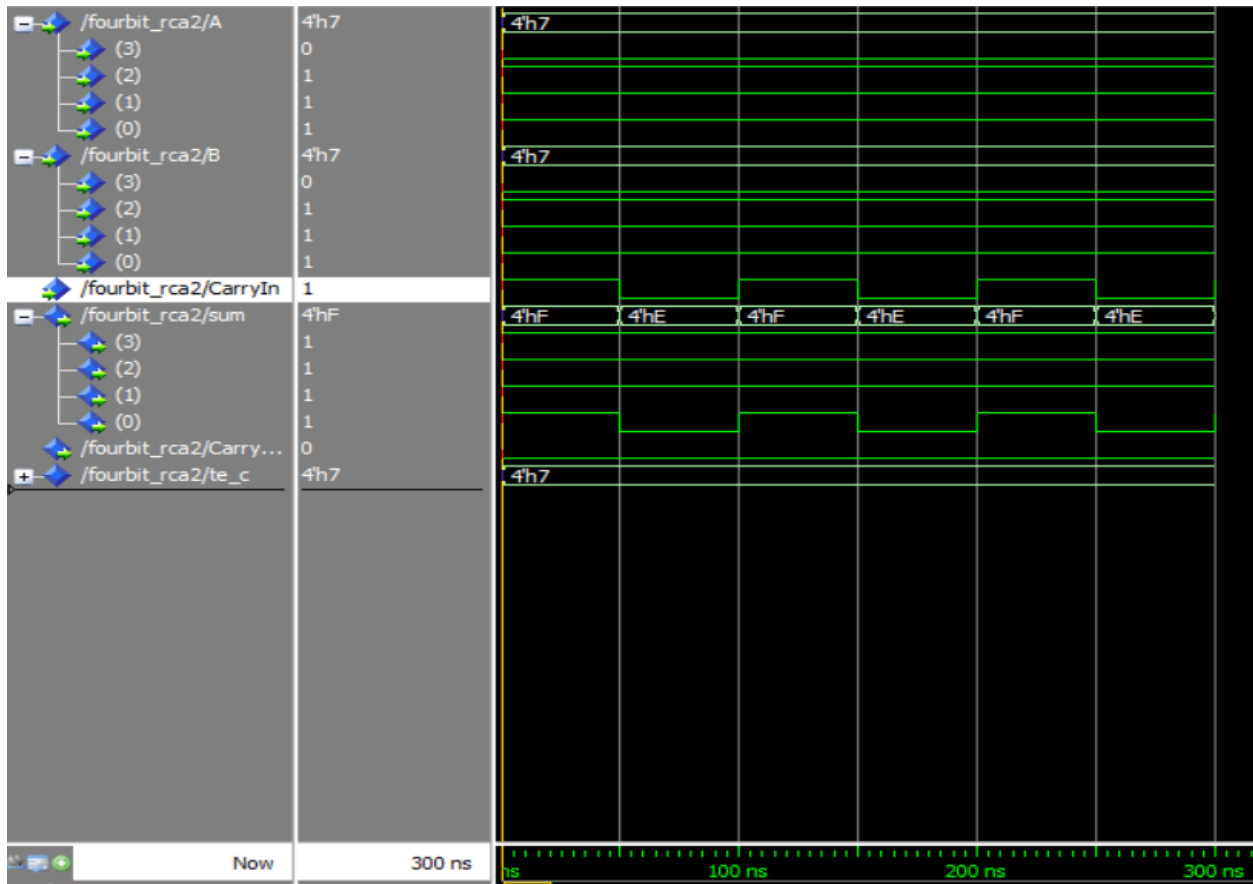 /fourbit_rca2/A 4'h7 4'h7
(3) 0
(2) 1
(1) 1
(0) 1
/fourbit_rca2/B 4'h7 4'h7
(3) 0
(2) 1
(1) 1
(0) 1
/fourbit_rca2/CarryIn 1
/fourbit_rca2/sum 4'hF 4'hF 4'hE 4'hF 4'hE 4'hF 4'hE
(3) 1
(2) 1
(1) 1
(0) 1
/fourbit_rca2/Carry... 0
/fourbit_rca2/te_c 4'h7 4'h7
Now 300 ns ns 100 ns 200 ns 300 ns